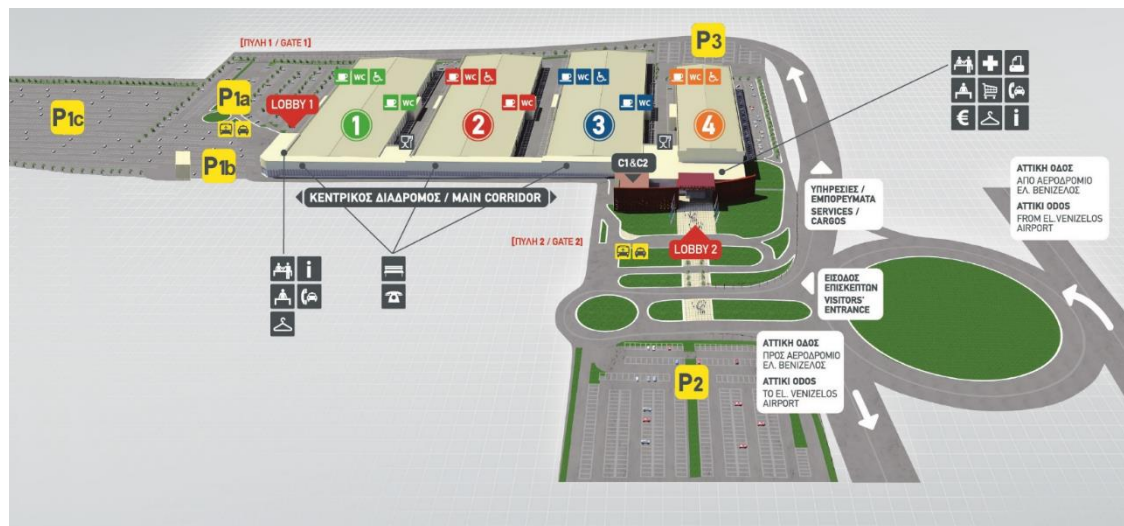 [ΠΥΛΗ 1 / GATE 1]
P3
P1a
LOBBY 1
WC
WC
WC
WC
WC
WC
WC
P1c
1
2
3
4
P1b
C1&C2
ΚΕΝΤΡΙΚΟΣ ΔΙΑΔΡΟΜΟΣ / MAIN CORRIDOR
€
i
ΥΠΗΡΕΣΙΕΣ /
ΕΜΠΟΡΕΥΜΑΤΑ
SERVICES /
CARGOS
ΑΤΤΙΚΗ ΟΔΟΣ
ΑΠΟ ΑΕΡΟΔΡΟΜΙΟ
ΕΛ. ΒΕΝΙΖΕΛΟΣ
ATTIKI ODOS
FROM EL. VENIZELOS
AIRPORT
[ΠΥΛΗ 2 / GATE 2]
LOBBY 2
i
ΕΙΣΟΔΟΣ
ΕΠΙΣΚΕΠΤΩΝ
VISITORS'
ENTRANCE
P2
ΑΤΤΙΚΗ ΟΔΟΣ
ΠΡΟΣ ΑΕΡΟΔΡΟΜΙΟ
ΕΛ. ΒΕΝΙΖΕΛΟΣ
ATTIKI ODOS
TO EL. VENIZELOS
AIRPORT